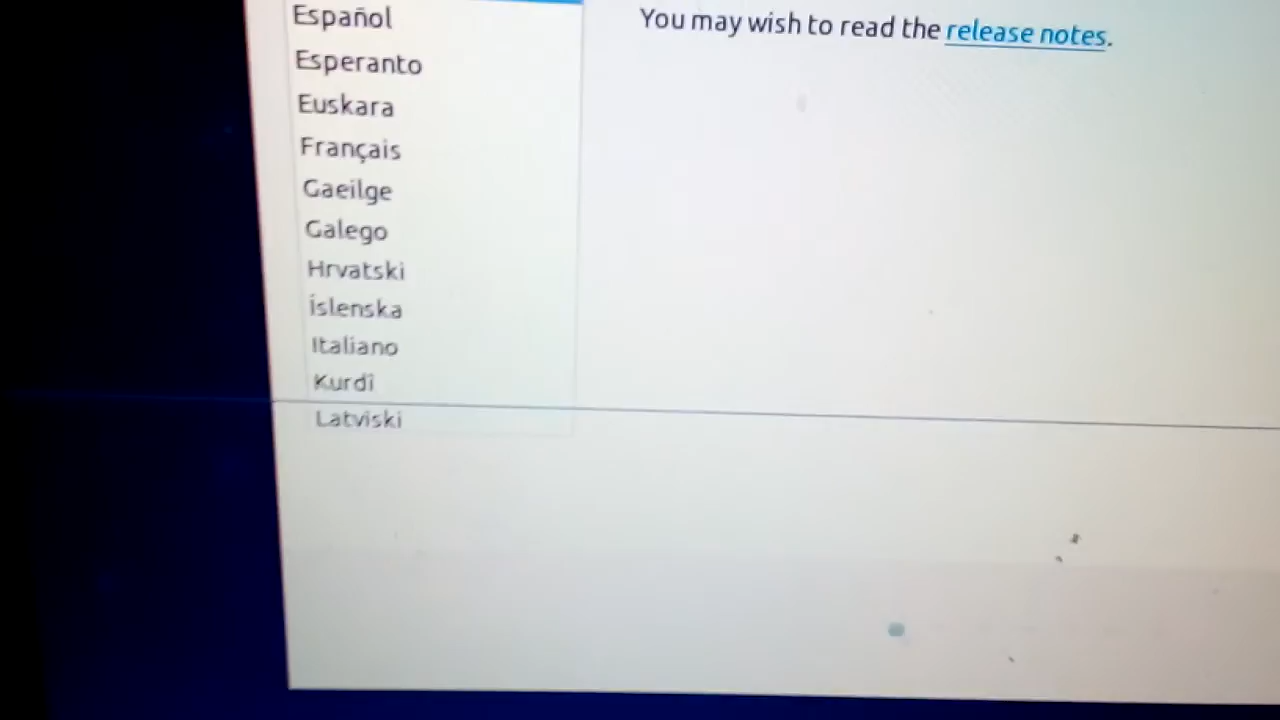 Español
You may wish to read the release notes.
Esperanto
Euskara
Français
Gaeilge
Galego
Hrvatski
Íslenska
Italiano
Kurdî
Latviski